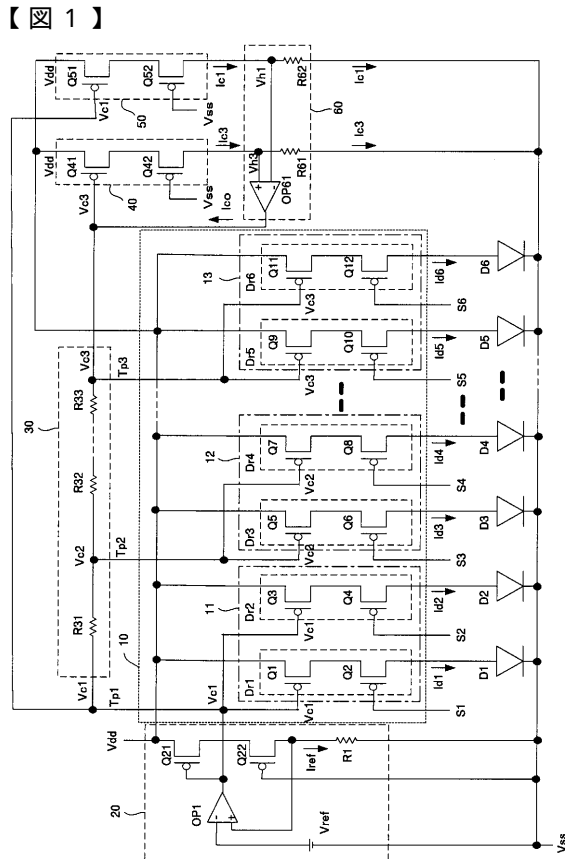 【図1】
Vdd
Q51
Q52
Ic1
Vh1
R62
Ic1
Vc1
50
Vss
60
Vdd
Q41
Q42
Ic3
Vh3
R61
Ic3
Vc3
40
Vss
Ico
OP61
+
-
13
Dr6
Q11
Q12
Id6
D6
Vc3
S6
Dr5
Q9
Q10
Id5
D5
Vc3
S5
30
Vc3
Tp3
R33
R32
Vc2
Tp2
R31
Vc1
Tp1
12
Dr4
Q7
Q8
Id4
D4
Vc2
S4
Dr3
Q5
Q6
Id3
D3
Vc2
S3
11
Dr2
Q3
Q4
Id2
D2
Vc1
S2
10
Vc1
Dr1
Q1
Q2
Id1
D1
Vc1
S1
Vdd
Q21
Q22
Iref
R1
20
OP1
-
+
Vref
Vss